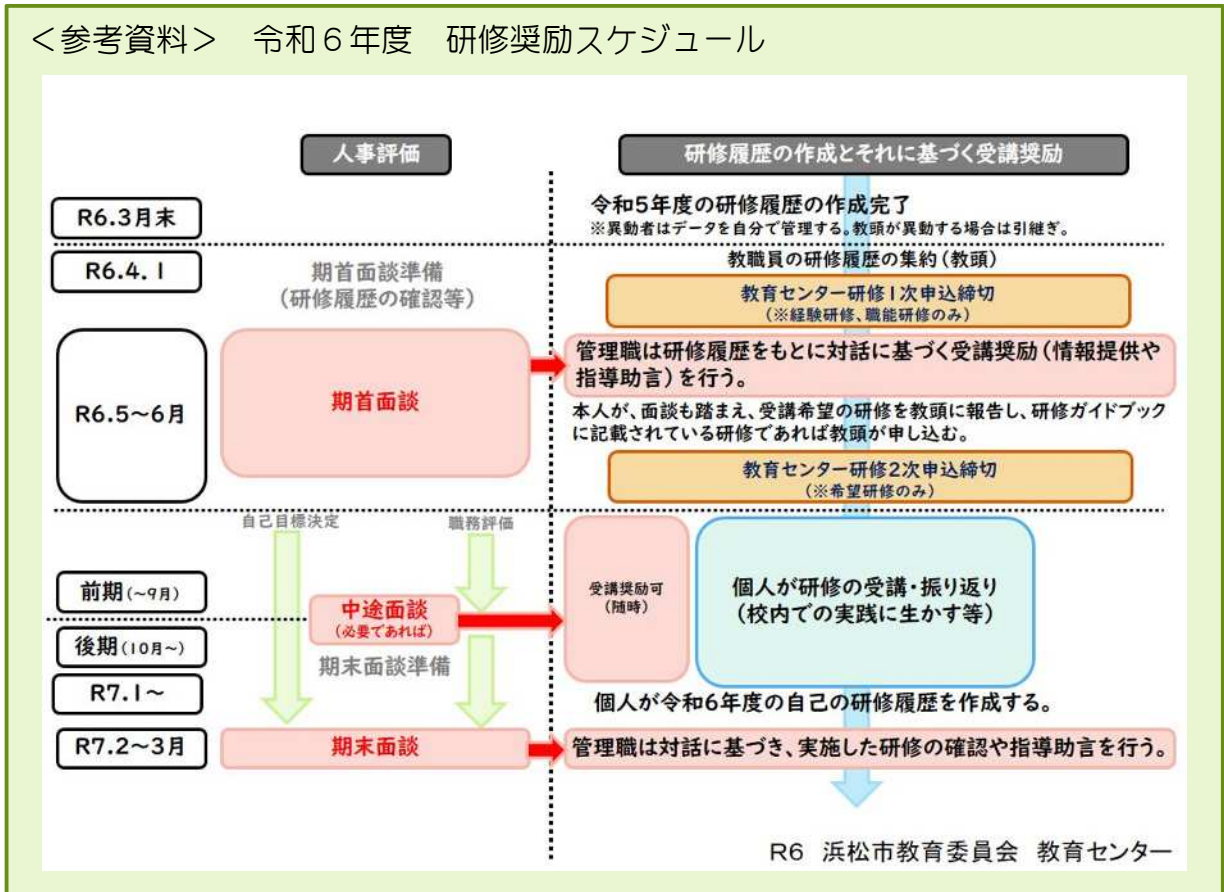 ＜参考資料＞　令和６年度　研修奨励スケジュール
人事評価
研修履歴の作成とそれに基づく受講奨励
R6.3月末
令和5年度の研修履歴の作成完了
※異動者はデータを自分で管理する。教頭が異動する場合は引継ぎ。
R6.4.1
期首面談準備
（研修履歴の確認等）
教職員の研修履歴の集約（教頭）
教育センター研修1次申込締切
（※経験研修、職能研修のみ）
R6.5～6月
期首面談
管理職は研修履歴をもとに対話に基づく受講奨励（情報提供や
指導助言）を行う。
本人が、面談も踏まえ、受講希望の研修を教頭に報告し、研修ガイドブック
に記載されている研修であれば教頭が申し込む。
教育センター研修2次申込締切
（※希望研修のみ）
自己目標決定
職務評価
前期（～9月）
中途面談
（必要であれば）
受講奨励可
（随時）
個人が研修の受講・振り返り
（校内での実践に生かす等）
後期（10月～）
期末面談準備
R7.1～
個人が令和6年度の自己の研修履歴を作成する。
R7.2～3月
期末面談
管理職は対話に基づき、実施した研修の確認や指導助言を行う。
R6　浜松市教育委員会　教育センター